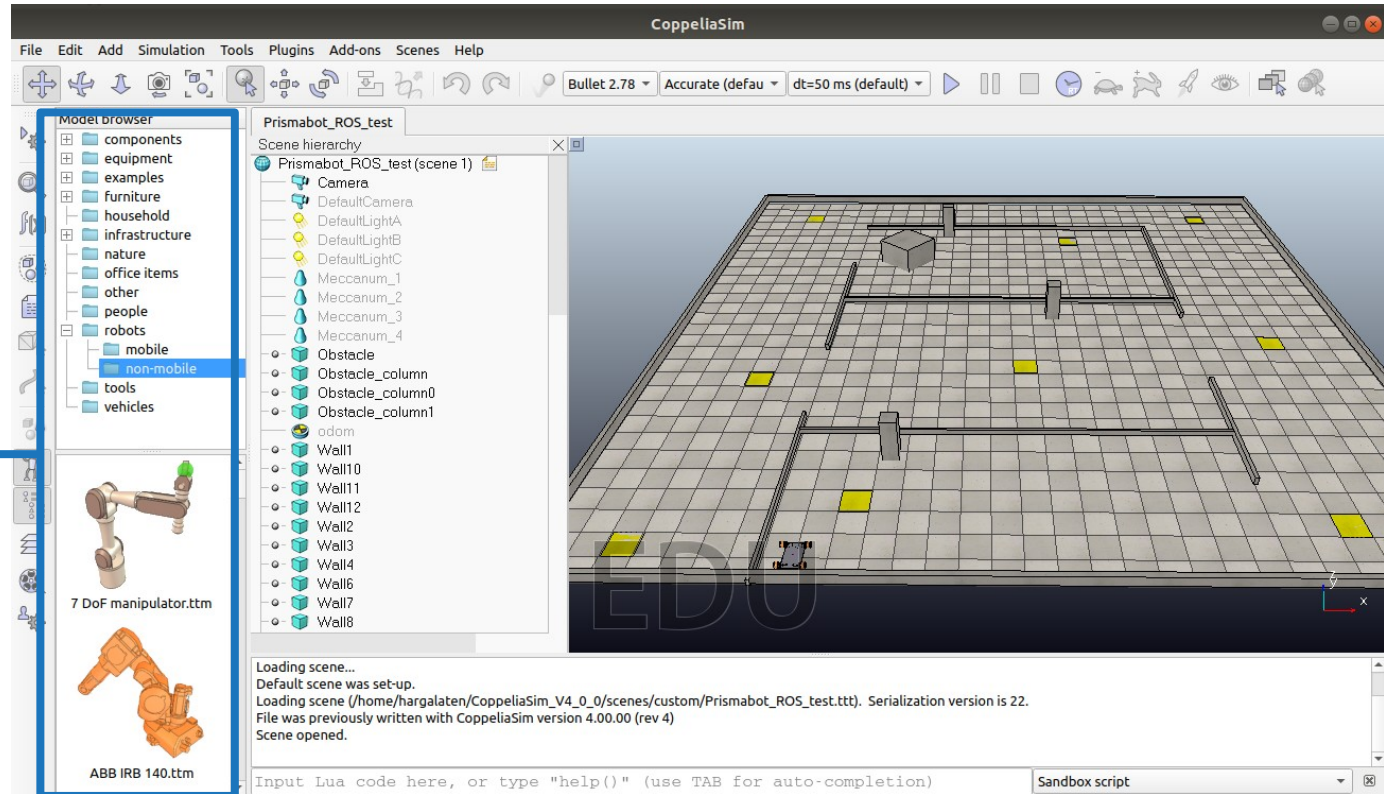 CoppeliaSim
File Edit Add Simulation Tools Plugins Add-ons Scenes Help
Bullet 2.78 Accurate (defau dt=50 ms (default)
RT
Model browser
components
equipment
examples
furniture
household
infrastructure
nature
office items
other
people
robots
mobile
non-mobile
tools
vehicles
7 DoF manipulator.ttm
ABB IRB 140.ttm
Prismabot_ROS_test
Scene hierarchy
Prismabot_ROS_test (scene 1)
Camera
DefaultCamera
DefaultLightA
DefaultLightB
DefaultLightC
Meccanum_1
Meccanum_2
Meccanum_3
Meccanum_4
Obstacle
Obstacle_column
Obstacle_column0
Obstacle_column1
odom
Wall1
Wall10
Wall11
Wall12
Wall2
Wall3
Wall4
Wall6
Wall7
Wall8
EDU
z
y
x
Loading scene...
Default scene was set-up.
Loading scene (/home/hargalaten/CoppeliaSim_V4_0_0/scenes/custom/Prismabot_ROS_test.ttt). Serialization version is 22.
File was previously written with CoppeliaSim version 4.00.00 (rev 4)
Scene opened.
Input Lua code here, or type "help()" (use TAB for auto-completion)
Sandbox script